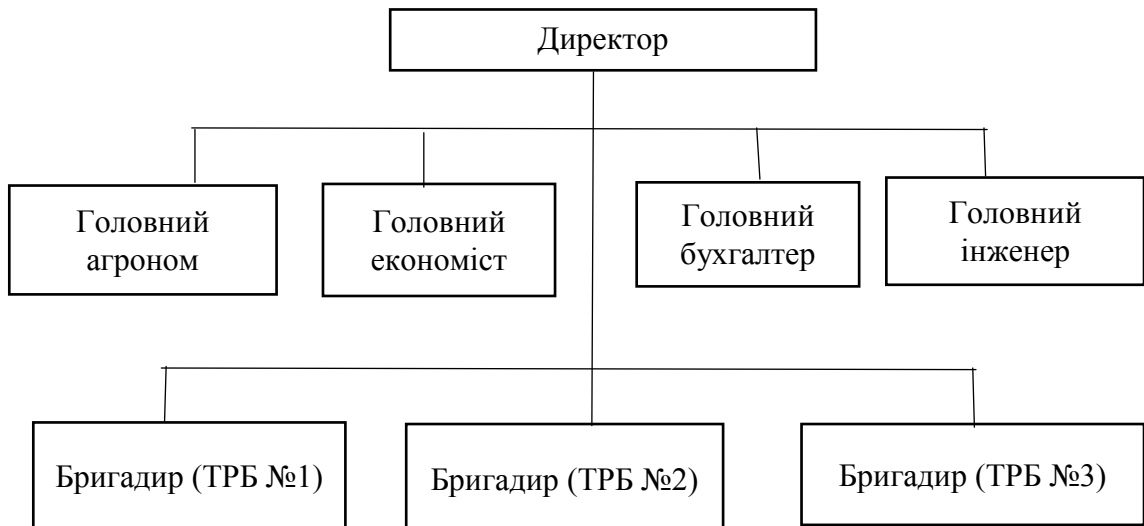 Директор
Головний
агроном
Головний
економіст
Головний
бухгалтер
Головний
інженер
Бригадир (ТРБ №1)
Бригадир (ТРБ №2)
Бригадир (ТРБ №3)